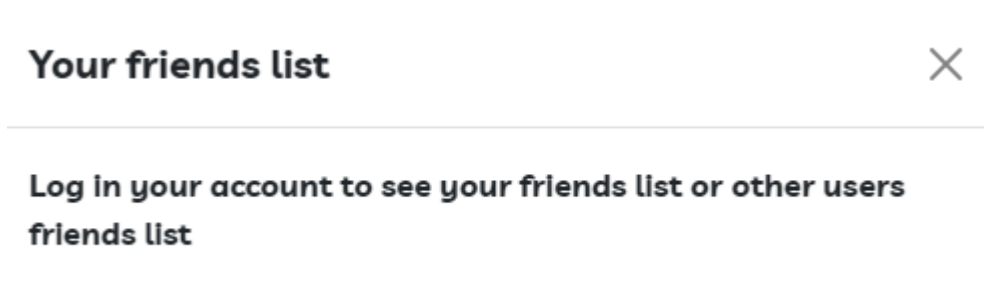 Your friends list
Log in your account to see your friends list or other users
friends list